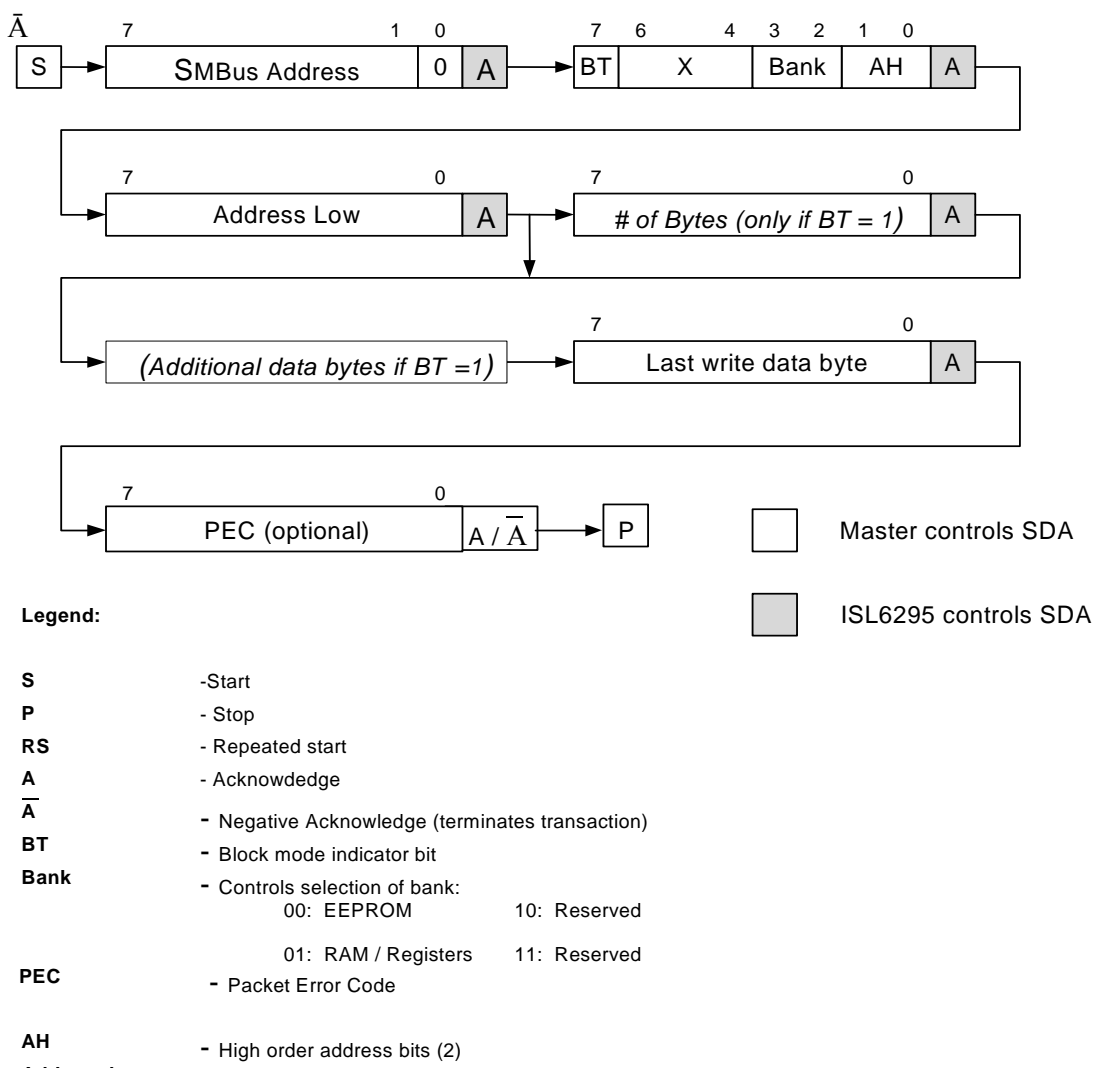 Ā
7 1 0 7 6 4 3 2 1 0
S SMBus Address 0 A BT X Bank AH A
7 0 7 0
Address Low A # of Bytes (only if BT = 1) A
7 0
(Additional data bytes if BT =1) Last write data byte A
7 0
PEC (optional) A / Ā P
Master controls SDA
ISL6295 controls SDA
Legend:
S -Start
P - Stop
RS - Repeated start
A - Acknowdedge
Ā - Negative Acknowledge (terminates transaction)
BT - Block mode indicator bit
Bank - Controls selection of bank:
00: EEPROM 10: Reserved
01: RAM / Registers 11: Reserved
PEC - Packet Error Code
AH - High order address bits (2)